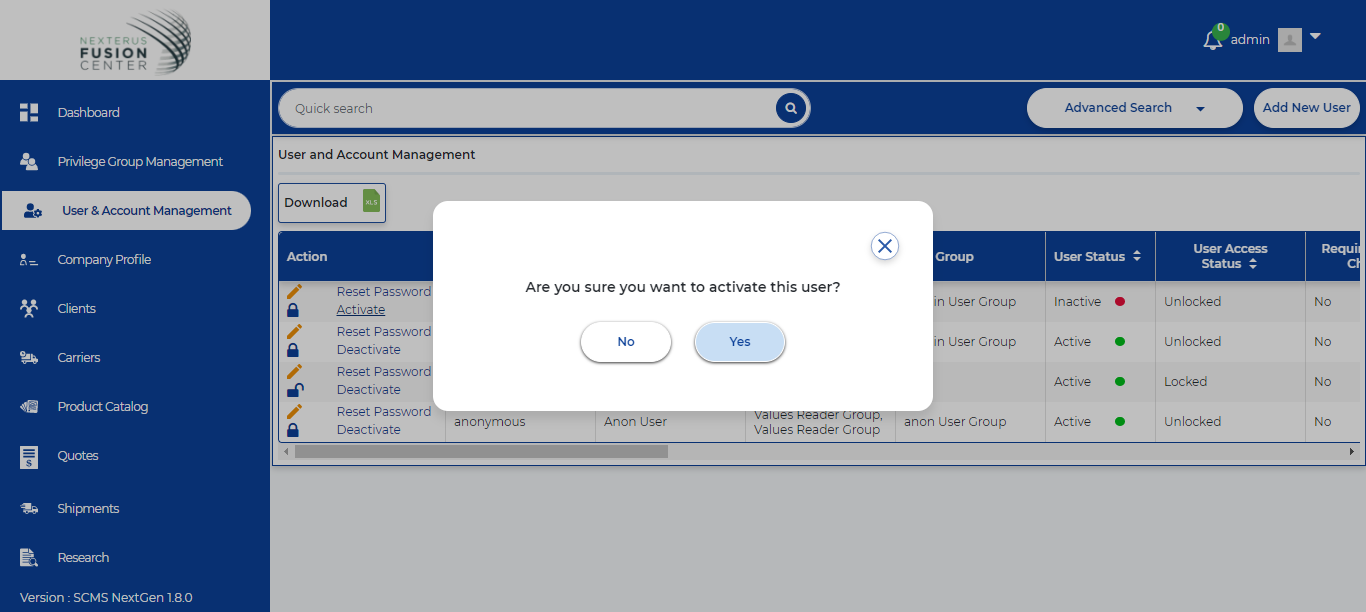 NEXTERUS
FUSION
CENTER
0
admin
Dashboard
Privilege Group Management
User & Account Management
Company Profile
Clients
Carriers
Product Catalog
Quotes
Shipments
Research
Version : SCMS NextGen 1.8.0
Quick search
Advanced Search
Add New User
User and Account Management
Download
XLS
Action
Group
User Status
User Access
Status
Requir
Ch
Reset Password
Activate
in User Group
Inactive
Unlocked
No
Reset Password
Deactivate
in User Group
Active
Unlocked
No
Reset Password
Deactivate
Active
Locked
No
Reset Password
Deactivate
anonymous
Anon User
Values Reader Group,
Values Reader Group
anon User Group
Active
Unlocked
No
Are you sure you want to activate this user?
No
Yes